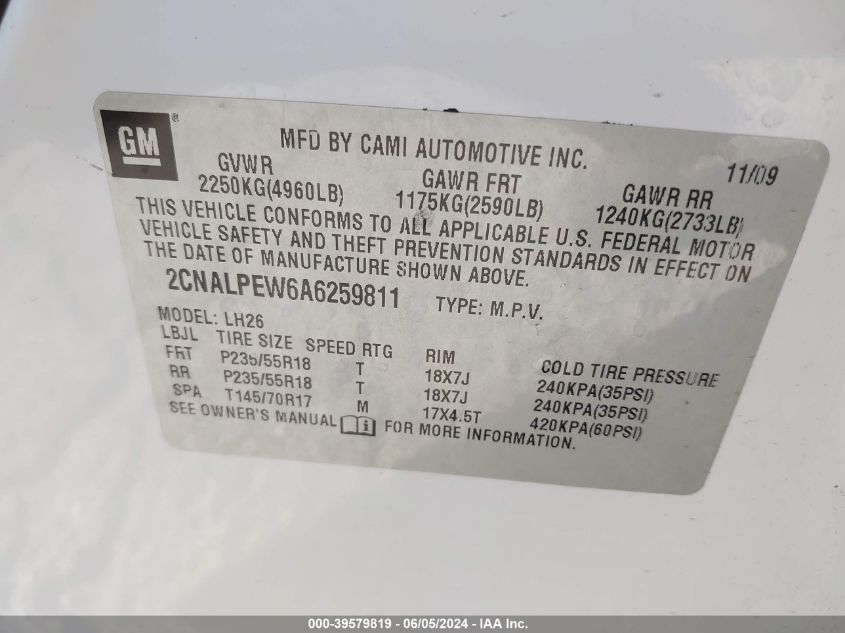 GM ®
MFD BY CAMI AUTOMOTIVE INC.
11/09
GVWR GAWR FRT GAWR RR
2250KG(4960LB) 1175KG(2590LB) 1240KG(2733LB)
THIS VEHICLE CONFORMS TO ALL APPLICABLE U.S. FEDERAL MOTOR
VEHICLE SAFETY AND THEFT PREVENTION STANDARDS IN EFFECT ON
THE DATE OF MANUFACTURE SHOWN ABOVE.
2CNALPEW6A6259811 TYPE: M.P.V.
MODEL: LH26
LBJL TIRE SIZE SPEED RTG RIM COLD TIRE PRESSURE
FRT P235/55R18 T 18X7J 240KPA(35PSI)
RR P235/55R18 T 18X7J 240KPA(35PSI)
SPA T145/70R17 M 17X4.5T 420KPA(60PSI)
SEE OWNER'S MANUAL i FOR MORE INFORMATION.
000-39579819 - 06/05/2024 - IAA Inc.